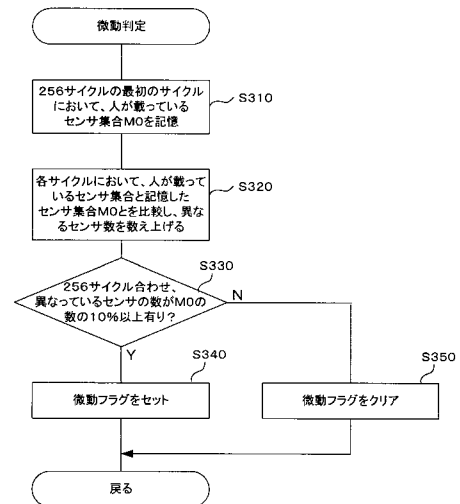 微動判定
256サイクルの最初のサイクル
において、人が載っている
センサ集合M0を記憶
S310
各サイクルにおいて、人が載って
いるセンサ集合と記憶した
センサ集合M0とを比較し、異な
るセンサ数を数え上げる
S320
256サイクル合わせ、
異なっているセンサの数がM0の
数の10%以上有り?
S330
N
Y
S340
微動フラグをセット
S350
微動フラグをクリア
戻る